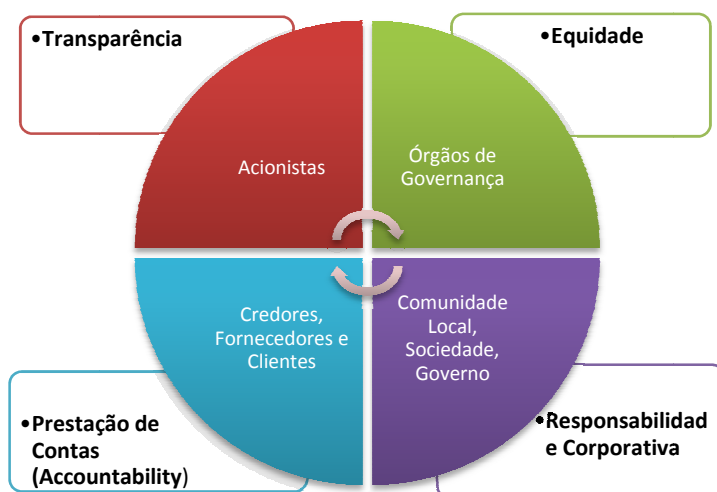 •Transparência
•Equidade
Acionistas
Órgãos de
Governança
Credores,
Fornecedores e
Clientes
Comunidade
Local,
Sociedade,
Governo
•Prestação de
Contas
(Accountability)
•Responsabilidad
e Corporativa